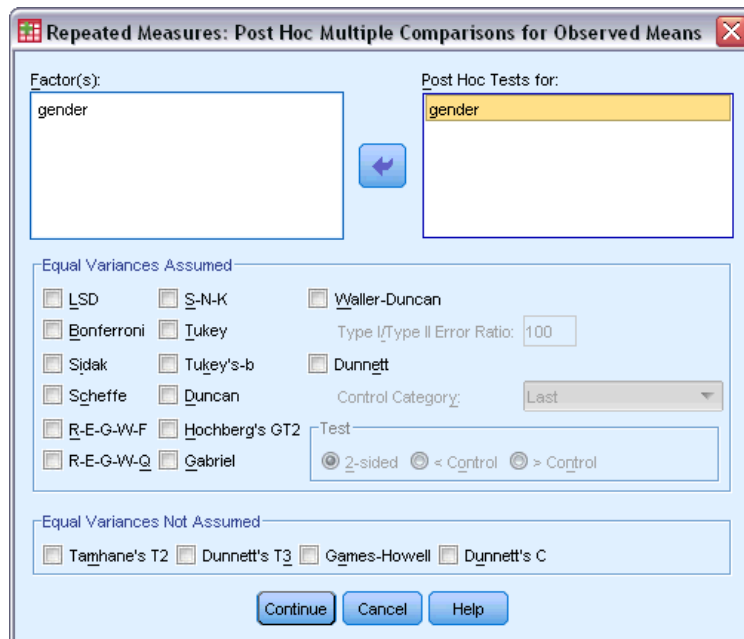 Repeated Measures: Post Hoc Multiple Comparisons for Observed Means
Factor(s):
gender
Post Hoc Tests for:
gender
Equal Variances Assumed
LSD
S-N-K
Waller-Duncan
Bonferroni
Tukey
Type I/Type II Error Ratio: 100
Sidak
Tukey's-b
Dunnett
Scheffe
Duncan
Control Category: Last
R-E-G-W-F
Hochberg's GT2
Test
R-E-G-W-Q
Gabriel
2-sided < Control > Control
Equal Variances Not Assumed
Tamhane's T2 Dunnett's T3 Games-Howell Dunnett's C
Continue Cancel Help